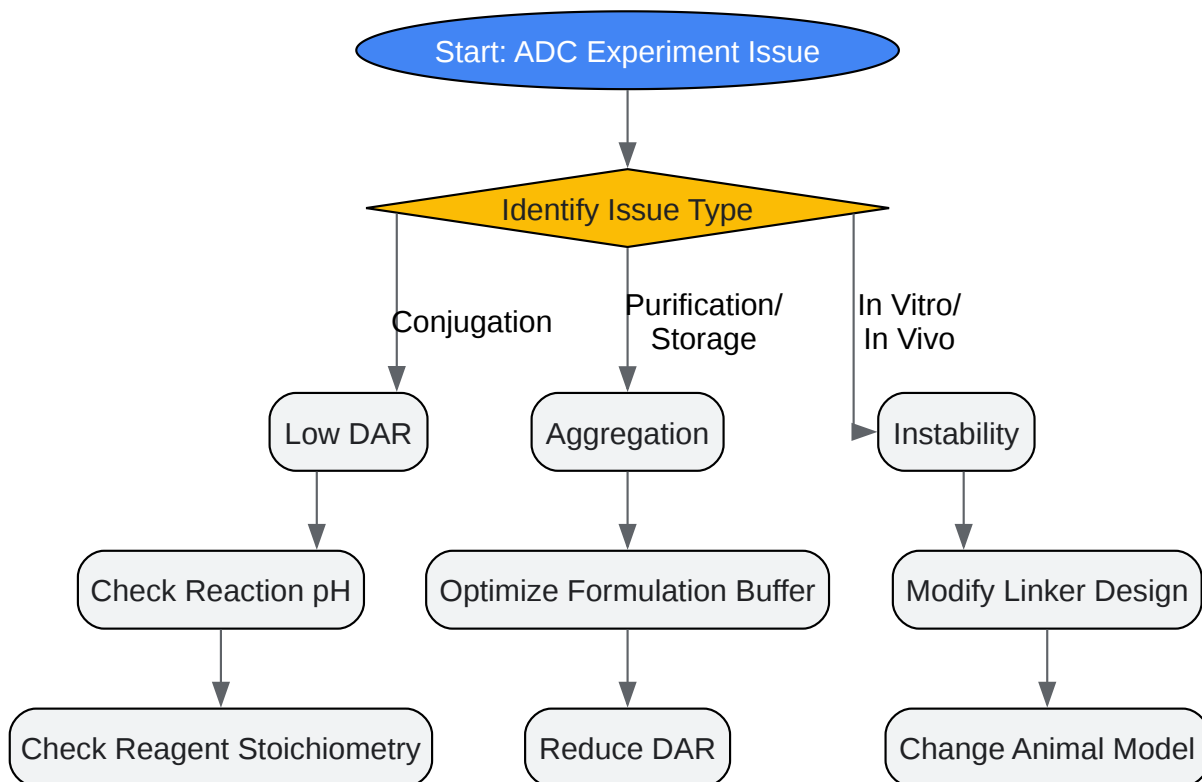 Start: ADC Experiment Issue
Identify Issue Type
Conjugation
Purification/
Storage
In Vitro/
In Vivo
Low DAR
Aggregation
Instability
Check Reaction pH
Optimize Formulation Buffer
Modify Linker Design
Check Reagent Stoichiometry
Reduce DAR
Change Animal Model